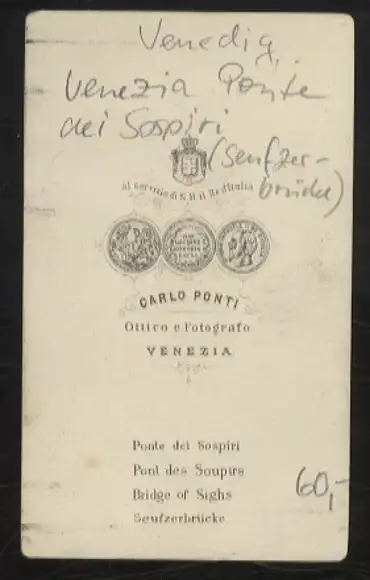 Venedig,
Venezia Ponte
dei Sospiri
(Seufzer-
brücke)
al servizio di S.M. il Re d'Italia
CARLO PONTI
Ottico e Fotografo
VENEZIA
Ponte dei Sospiri
Pont des Soupirs
Bridge of Sighs
Seufzerbrücke
60,-